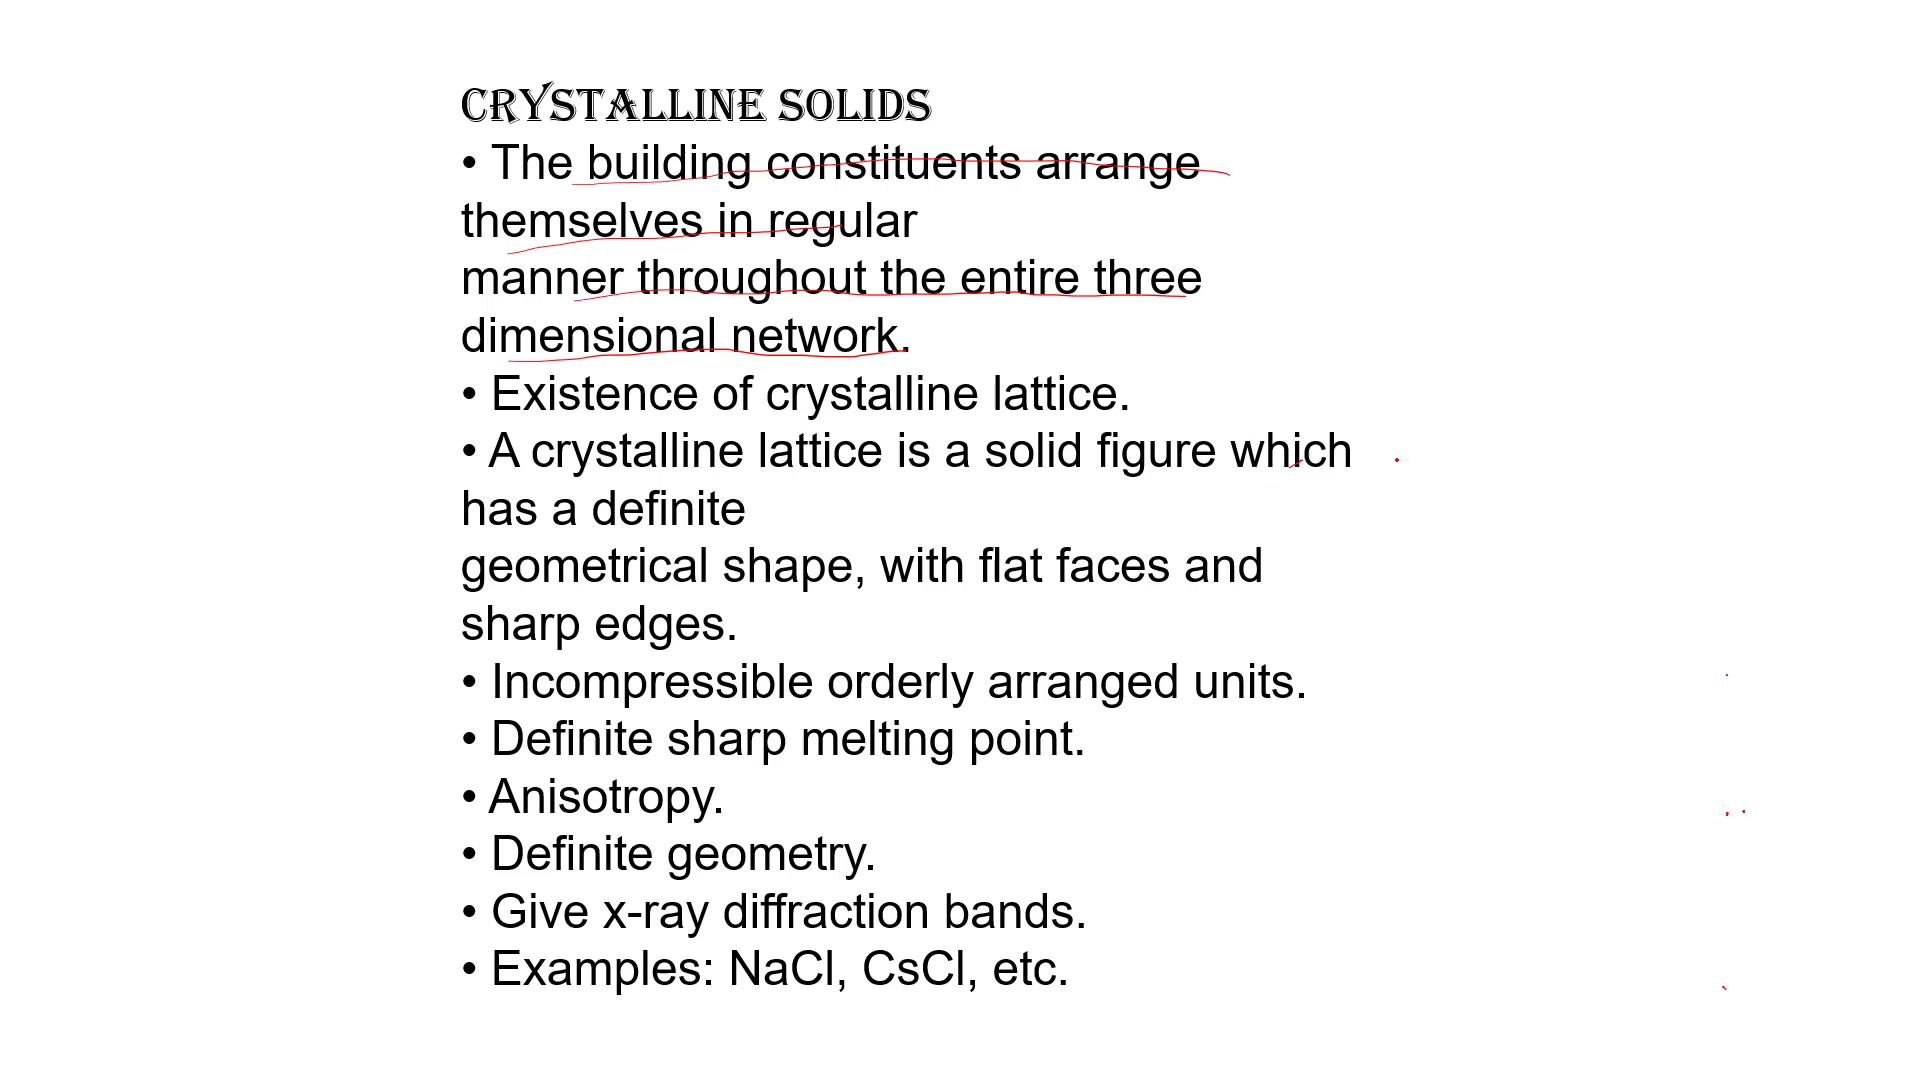 CRYSTALLINE SOLIDS
• The building constituents arrange
themselves in regular
manner throughout the entire three
dimensional network.
• Existence of crystalline lattice.
• A crystalline lattice is a solid figure which
has a definite
geometrical shape, with flat faces and
sharp edges.
• Incompressible orderly arranged units.
• Definite sharp melting point.
• Anisotropy.
• Definite geometry.
• Give x-ray diffraction bands.
• Examples: NaCl, CsCl, etc.